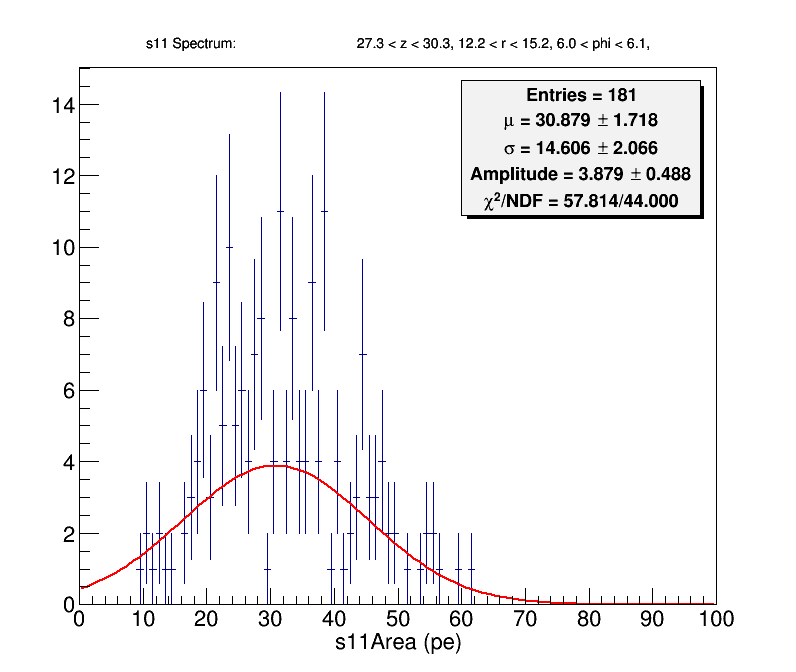 s11 Spectrum: 27.3 < z < 30.3, 12.2 < r < 15.2, 6.0 < phi < 6.1,
Entries = 181
μ = 30.879 ± 1.718
σ = 14.606 ± 2.066
Amplitude = 3.879 ± 0.488
χ²/NDF = 57.814/44.000
14
12
10
8
6
4
2
0
0 10 20 30 40 50 60 70 80 90 100
s11Area (pe)